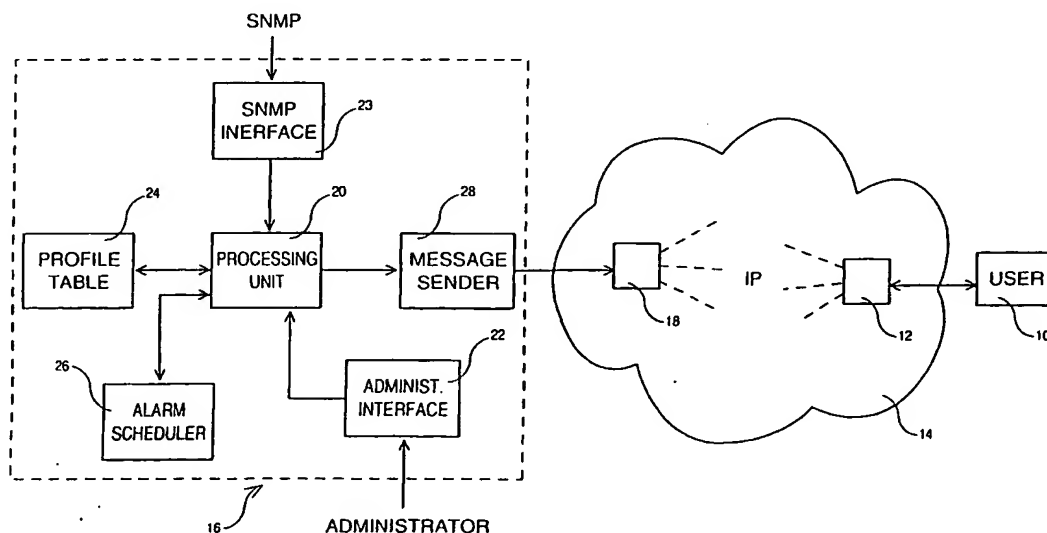 SNMP
SNMP
INERFACE
23
24
20
28
PROFILE
TABLE
PROCESSING
UNIT
MESSAGE
SENDER
18
IP
12
USER
10
26
ALARM
SCHEDULER
22
ADMINIST.
INTERFACE
14
16
ADMINISTRATOR